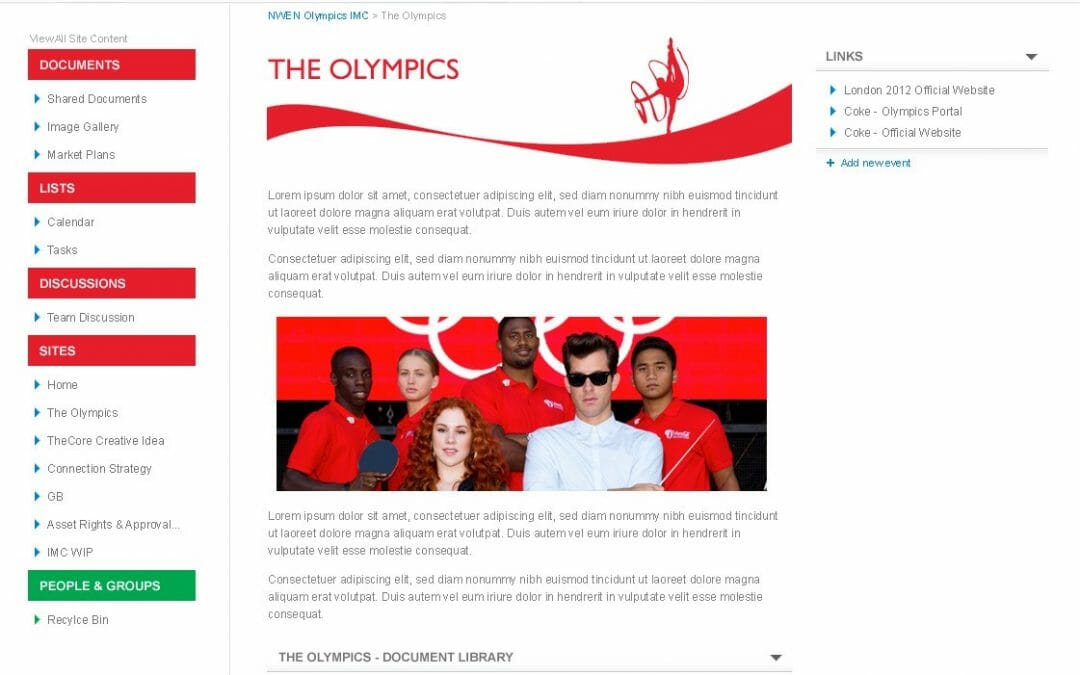 NWEN Olympics IMC > The Olympics
View All Site Content
DOCUMENTS
Shared Documents
Image Gallery
Market Plans
LISTS
Calendar
Tasks
DISCUSSIONS
Team Discussion
SITES
Home
The Olympics
TheCore Creative Idea
Connection Strategy
GB
Asset Rights & Approval...
IMC WIP
PEOPLE & GROUPS
Recylce Bin
THE OLYMPICS
Lorem ipsum dolor sit amet, consectetuer adipiscing elit, sed diam nonummy nibh euismod tincidunt
ut laoreet dolore magna aliquam erat volutpat. Duis autem vel eum iriure dolor in hendrerit in
vulputate velit esse molestie consequat.
Consectetuer adipiscing elit, sed diam nonummy nibh euismod tincidunt ut laoreet dolore magna
aliquam erat volutpat. Duis autem vel eum iriure dolor in hendrerit in vulputate velit esse molestie
consequat.
Lorem ipsum dolor sit amet, consectetuer adipiscing elit, sed diam nonummy nibh euismod tincidunt
ut laoreet dolore magna aliquam erat volutpat. Duis autem vel eum iriure dolor in hendrerit in
vulputate velit esse molestie consequat.
Consectetuer adipiscing elit, sed diam nonummy nibh euismod tincidunt ut laoreet dolore magna
aliquam erat volutpat. Duis autem vel eum iriure dolor in hendrerit in vulputate velit esse molestie
consequat.
THE OLYMPICS - DOCUMENT LIBRARY
LINKS
London 2012 Official Website
Coke - Olympics Portal
Coke - Official Website
+ Add new event